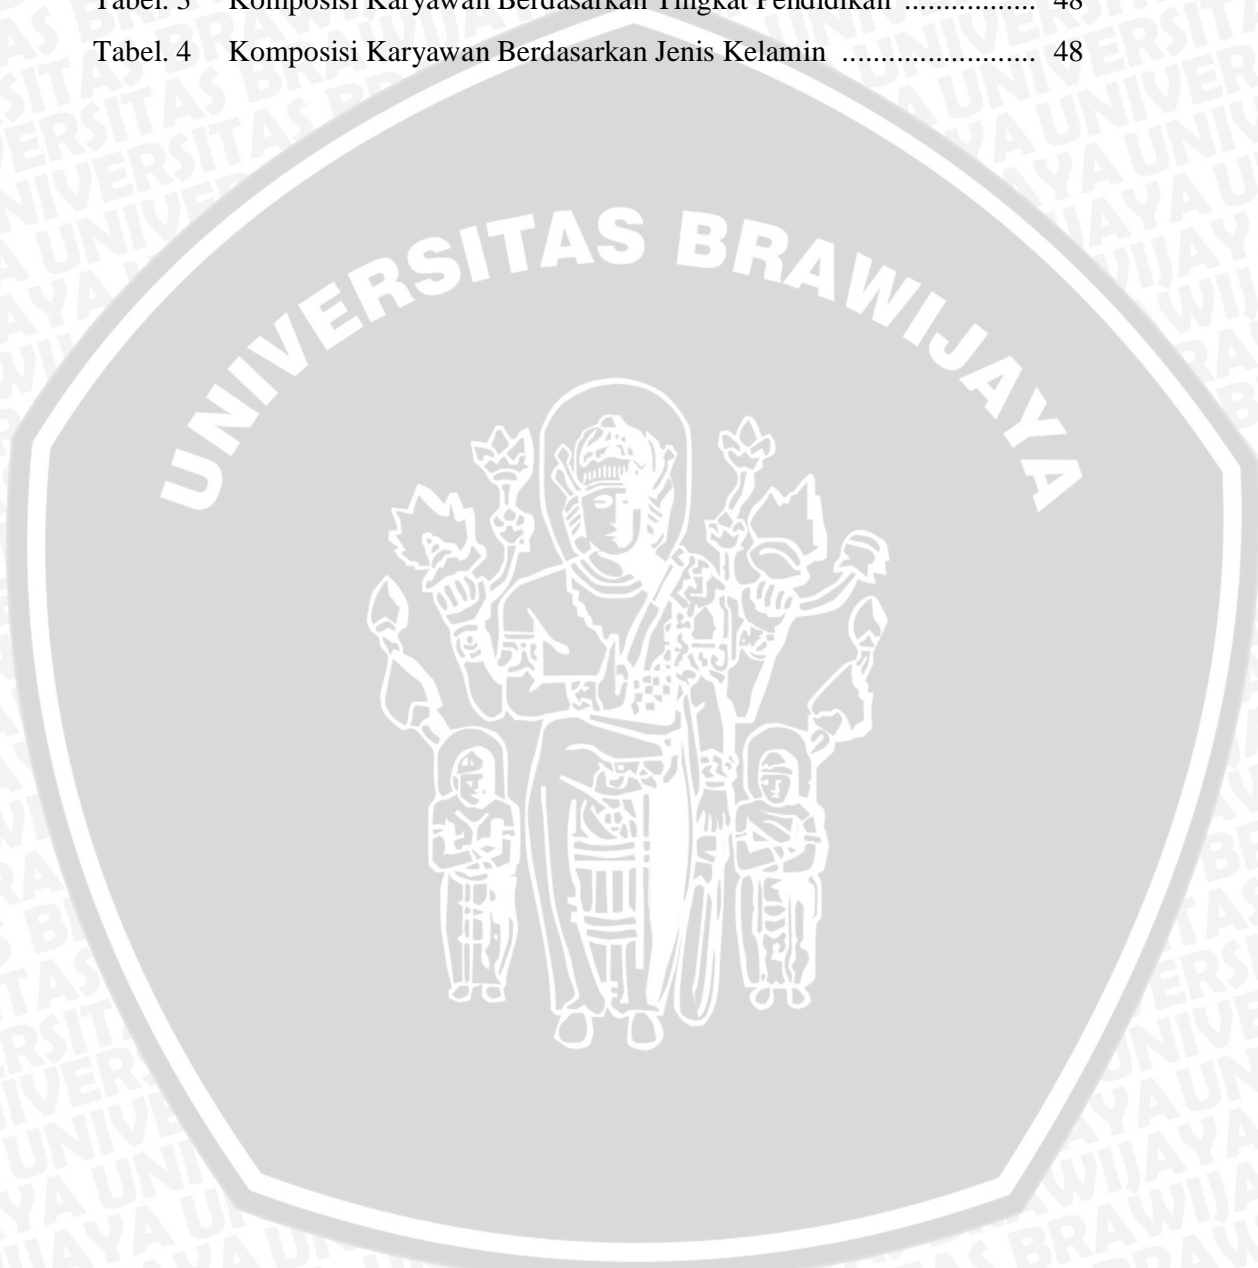 Tabel. 3 Komposisi Karyawan Berdasarkan Tingkat Pendidikan ................ 48
Tabel. 4 Komposisi Karyawan Berdasarkan Jenis Kelamin ........................ 48
UNIVERSITAS BRAWIJAYA